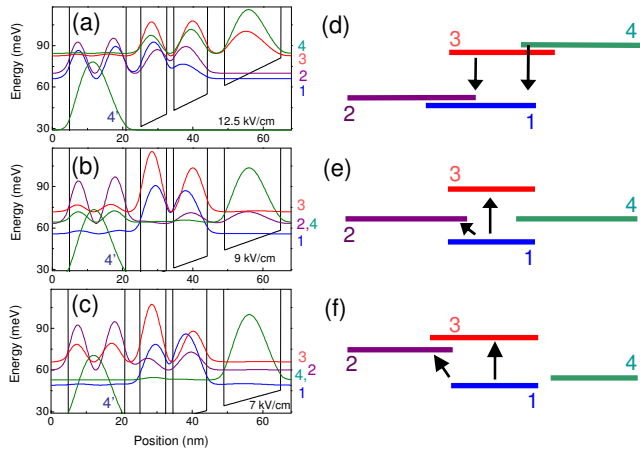 (a)
Energy (meV)
90
60
30
4'
12.5 kV/cm
4
3
2
1
0 20 40 60
(b)
Energy (meV)
90
60
30
4'
9 kV/cm
3
2,4
1
0 20 40 60
(c)
Energy (meV)
90
60
30
4'
7 kV/cm
3
4,2
1
0 20 40 60
Position (nm)
(d)
3
4
2
1
(e)
3
2
4
1
(f)
3
2
4
1